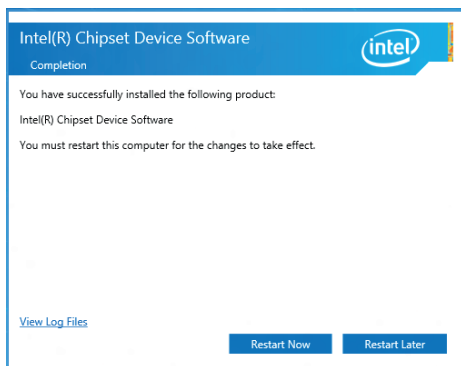 Intel(R) Chipset Device Software
Completion
intel
You have successfully installed the following product:
Intel(R) Chipset Device Software
You must restart this computer for the changes to take effect.
View Log Files
Restart Now
Restart Later